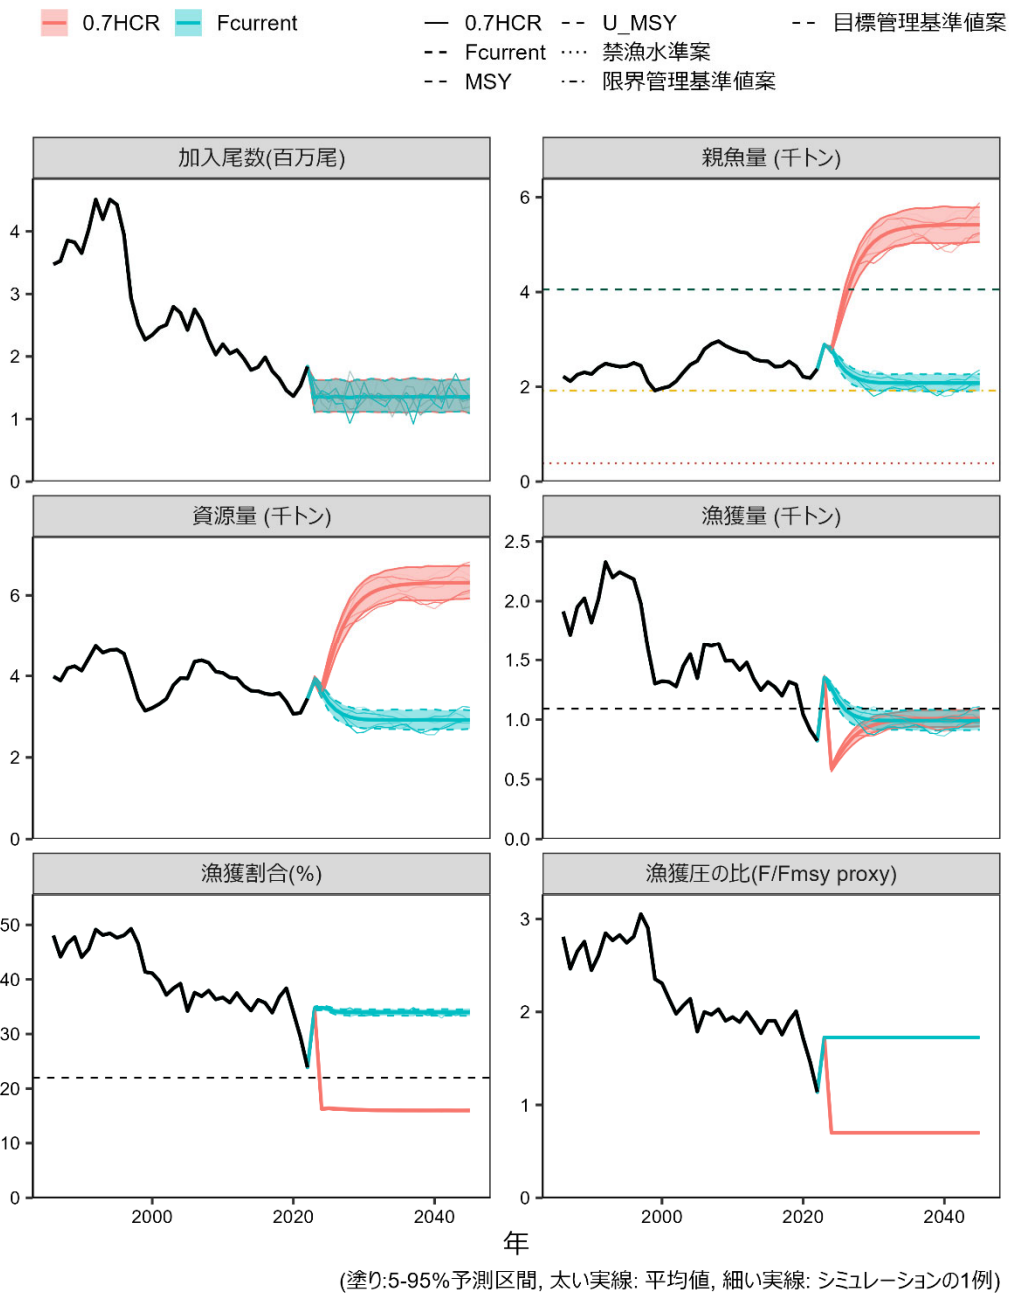 0.7HCR Fcurrent
0.7HCR U_MSY 目標管理基準値案
Fcurrent 禁漁水準案
MSY 限界管理基準値案
加入尾数(百万尾) 親魚量 (千トン)
4
3
2
1
0
6
4
2
0
資源量 (千トン) 漁獲量 (千トン)
6
4
2
0
2.5
2.0
1.5
1.0
0.5
0.0
漁獲割合(%) 漁獲圧の比(F/Fmsy proxy)
50
40
30
20
10
0
3
2
1
0
2000 2020 2040 2000 2020 2040
年
(塗り:5-95%予測区間, 太い実線: 平均値, 細い実線: シミュレーションの1例)